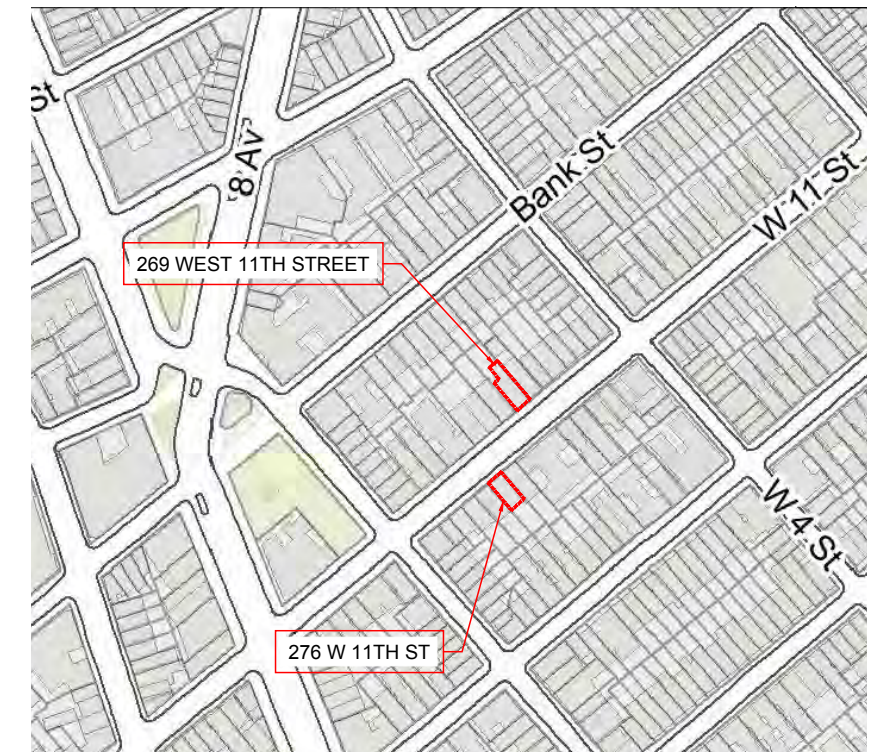 St
8 AV
Bank St
W 11 St
269 WEST 11TH STREET
W 4 St
276 W 11TH ST